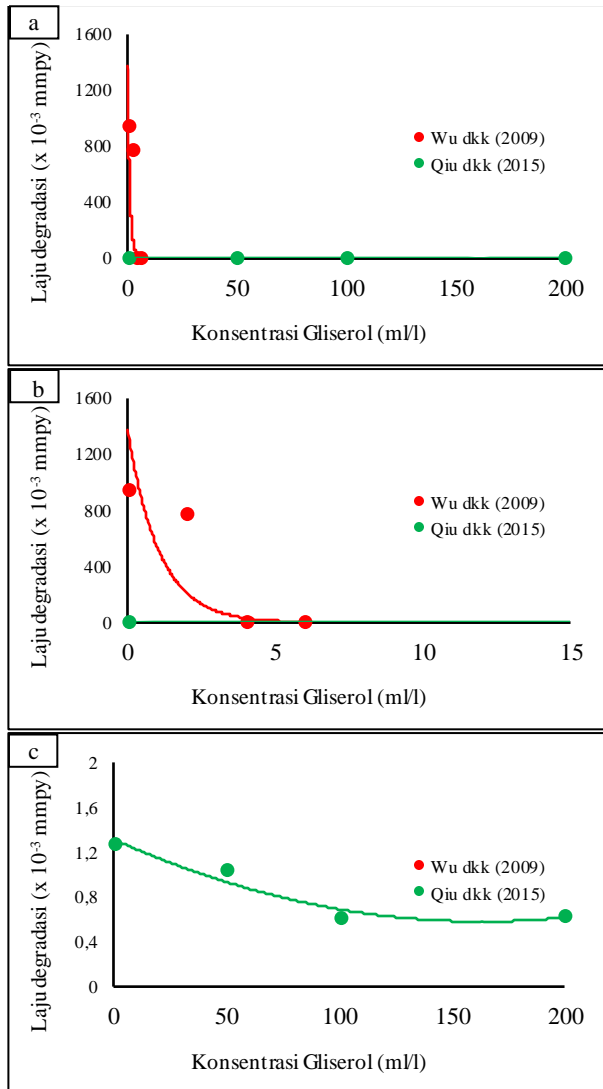 a
1600
1200
800
400
0
Laju degradasi (x 10⁻³ mmpy)
Wu dkk (2009)
Qiu dkk (2015)
0 50 100 150 200
Konsentrasi Gliserol (ml/l)
b
1600
1200
800
400
0
Laju degradasi (x 10⁻³ mmpy)
Wu dkk (2009)
Qiu dkk (2015)
0 5 10 15
Konsentrasi Gliserol (ml/l)
c
2
1,6
1,2
0,8
0,4
0
Laju degradasi (x 10⁻³ mmpy)
Wu dkk (2009)
Qiu dkk (2015)
0 50 100 150 200
Konsentrasi Gliserol (ml/l)